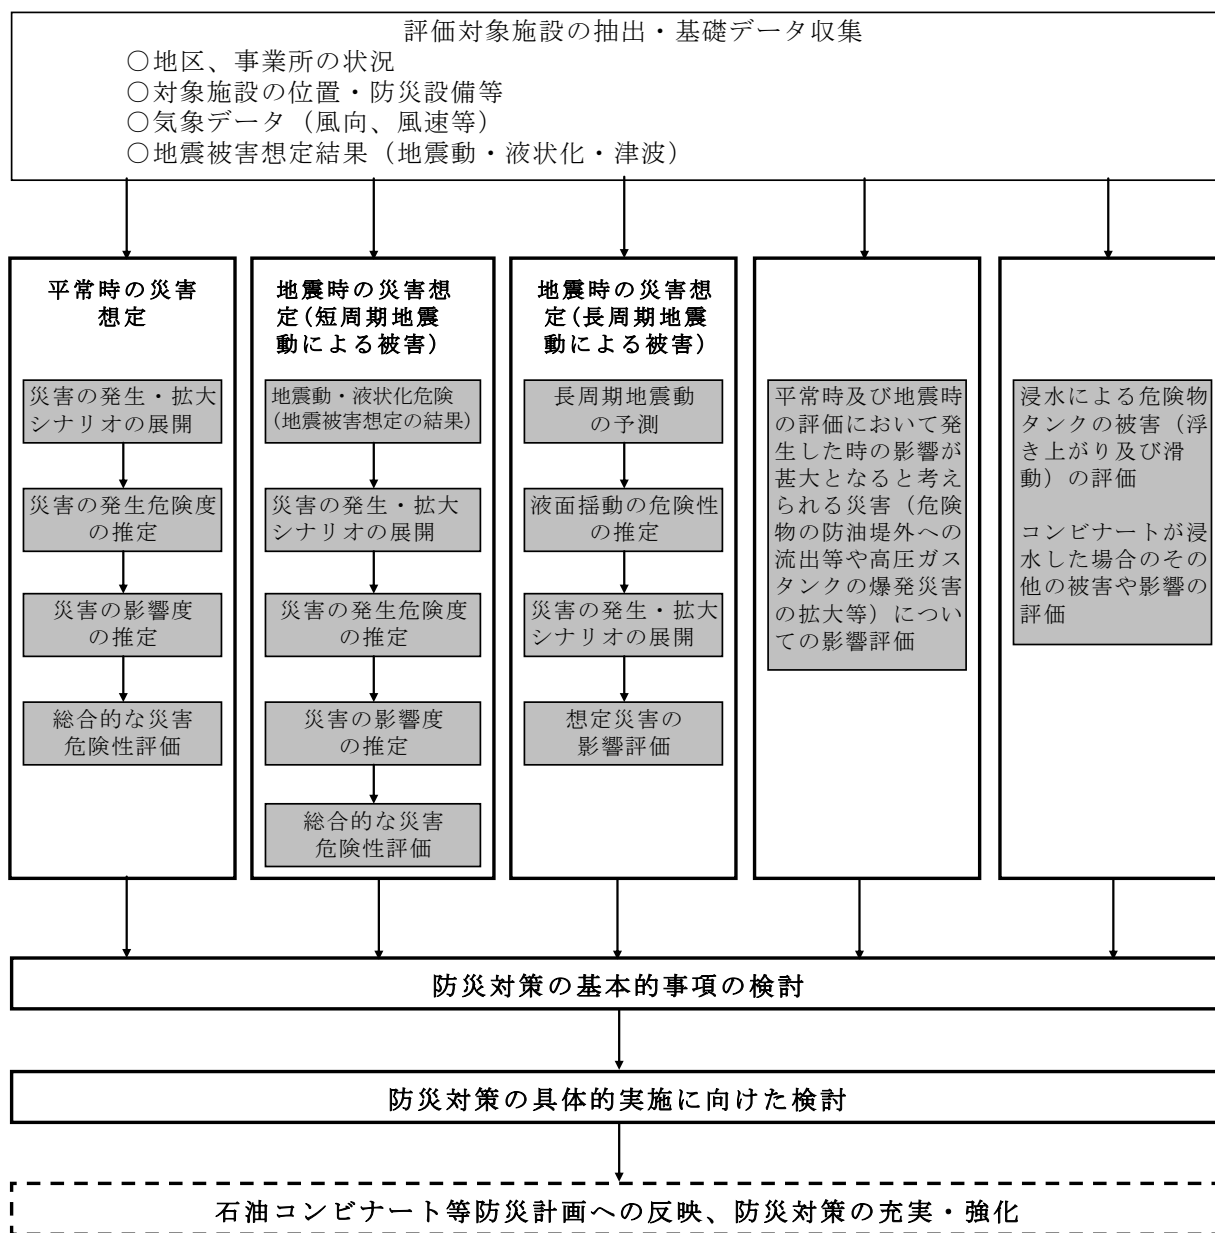 評価対象施設の抽出・基礎データ収集
○地区、事業所の状況
○対象施設の位置・防災設備等
○気象データ（風向、風速等）
○地震被害想定結果（地震動・液状化・津波）
平常時の災害
想定
災害の発生・拡大
シナリオの展開
災害の発生危険度
の推定
災害の影響度
の推定
総合的な災害
危険性評価
地震時の災害想
定(短周期地震
動による被害)
地震動・液状化危険
(地震被害想定の結果)
災害の発生・拡大
シナリオの展開
災害の発生危険度
の推定
災害の影響度
の推定
総合的な災害
危険性評価
地震時の災害想
定(長周期地震
動による被害)
長周期地震動
の予測
液面揺動の危険性
の推定
災害の発生・拡大
シナリオの展開
想定災害の
影響評価
平常時及び地震時
の評価において発
生した時の影響が
甚大となると考え
られる災害（危険
物の防油堤外への
流出等や高圧ガス
タンクの爆発災害
の拡大等）につい
ての影響評価
浸水による危険物
タンクの被害（浮
き上がり及び滑
動）の評価
コンビナートが浸
水した場合のその
他の被害や影響の
評価
防災対策の基本的事項の検討
防災対策の具体的実施に向けた検討
石油コンビナート等防災計画への反映、防災対策の充実・強化